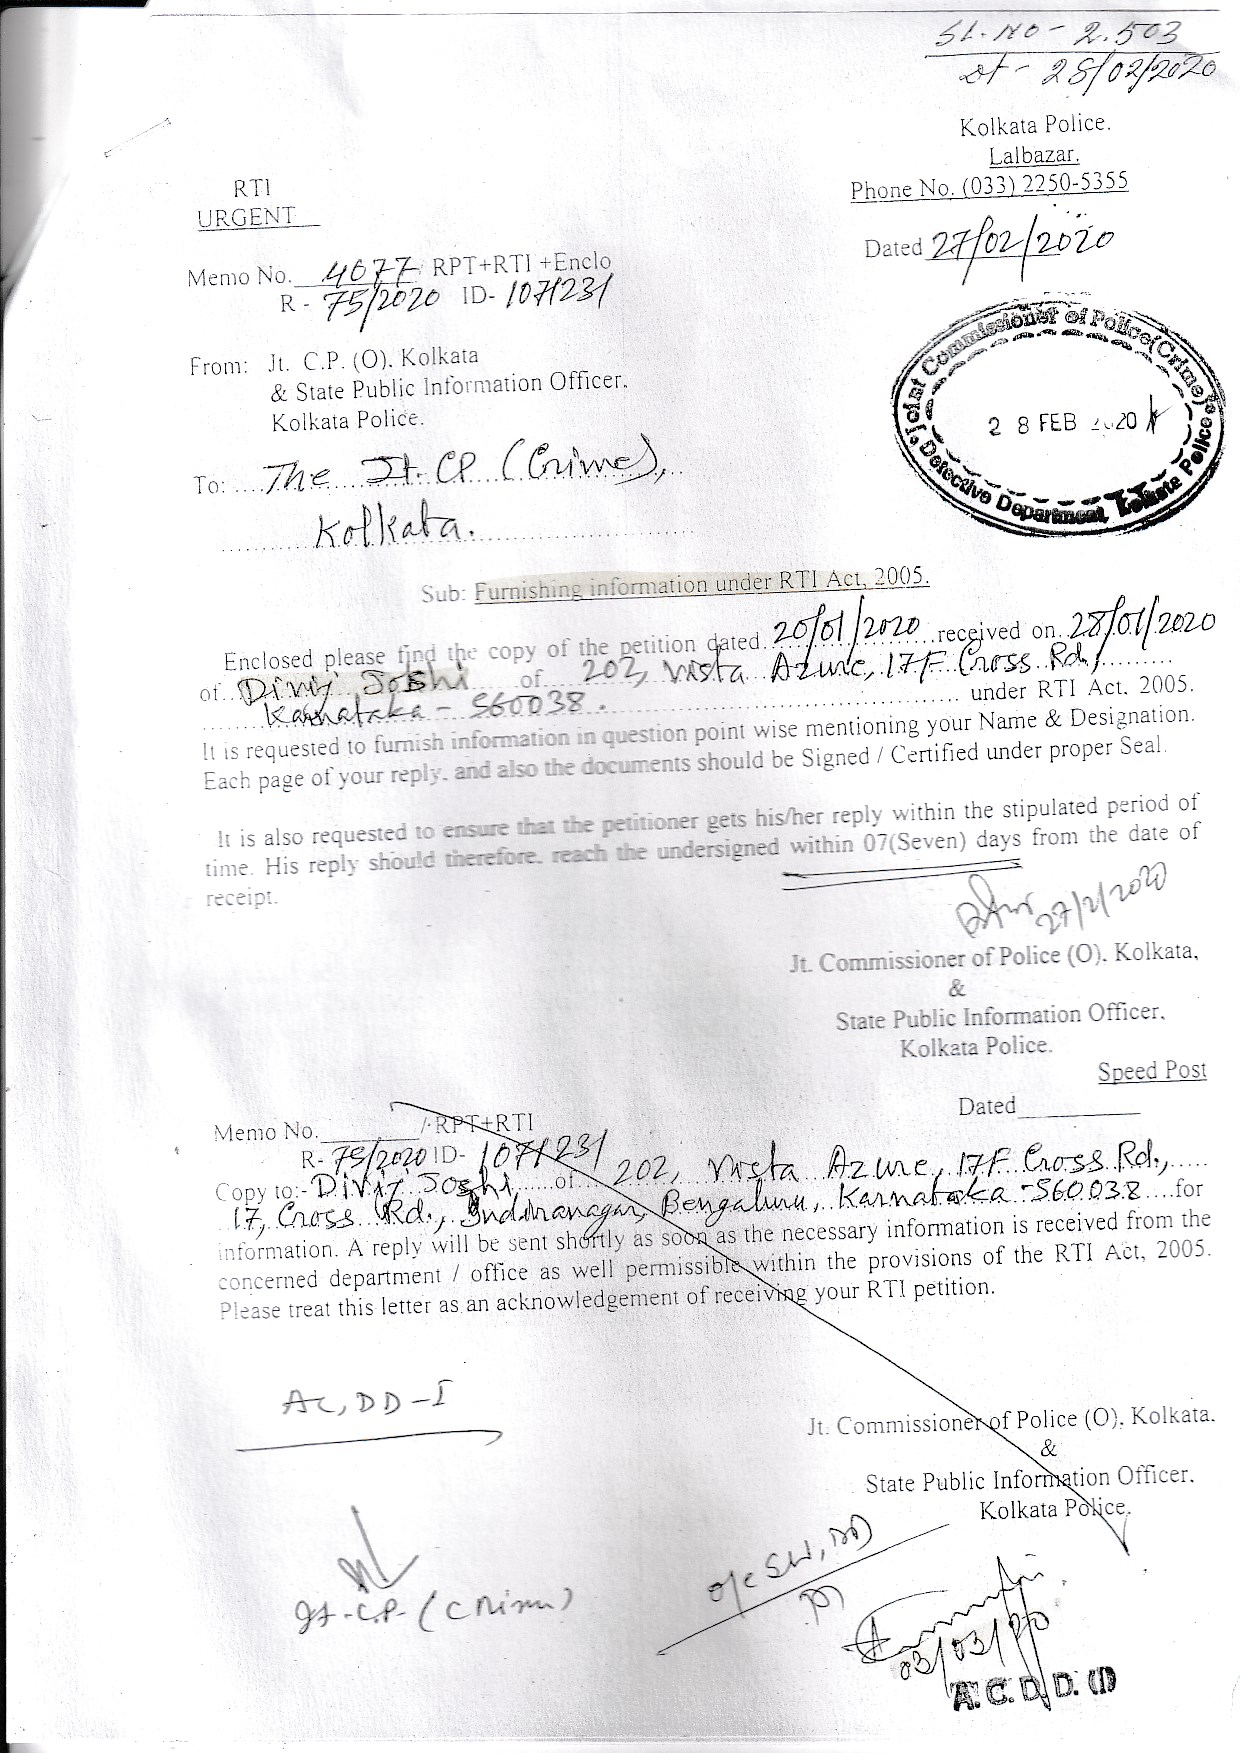 SL. NO - 2.503
Dt - 28/02/2020
Kolkata Police.
Lalbazar.
Phone No. (033) 2250-5355
RTI
URGENT
Dated 27/02/2020
Memo No. 4077 RPT+RTI +Enclo
R - 75/2020 ID- 1071231
Joint Commissioner of Police(Crime)
28 FEB 2020
Detective Department, Kolkata Police
From: Jt. C.P. (O). Kolkata
& State Public Information Officer.
Kolkata Police.
To: The Jt. CP (Crime),
Kolkata.
Sub: Furnishing information under RTI Act, 2005.
Enclosed please find the copy of the petition dated 20/01/2020 received on 28/01/2020
of Divij Joshi of 202, Vista Azure, 17F Cross Rd,
Karnataka - 560038. under RTI Act. 2005.
It is requested to furnish information in question point wise mentioning your Name & Designation.
Each page of your reply. and also the documents should be Signed / Certified under proper Seal.
It is also requested to ensure that the petitioner gets his/her reply within the stipulated period of
time. His reply should therefore. reach the undersigned within 07(Seven) days from the date of
receipt.
27/2/2020
Jt. Commissioner of Police (O). Kolkata,
&
State Public Information Officer.
Kolkata Police.
Speed Post
Dated
Memo No. / RPT+RTI
R- 75/2020 ID- 1071231
Copy to:- Divij Joshi of 202, Vista Azure, 17F Cross Rd.,
17, Cross Rd., Indiranagar, Bengaluru, Karnataka - 560038 for
information. A reply will be sent shortly as soon as the necessary information is received from the
concerned department / office as well permissible within the provisions of the RTI Act, 2005.
Please treat this letter as an acknowledgement of receiving your RTI petition.
AC, DD-I
Jt. Commissioner of Police (O). Kolkata.
&
State Public Information Officer.
Kolkata Police.
Jt-C.P- (Crime)
O/C SW, DD
03/03/20
A.C.D.D. (I)